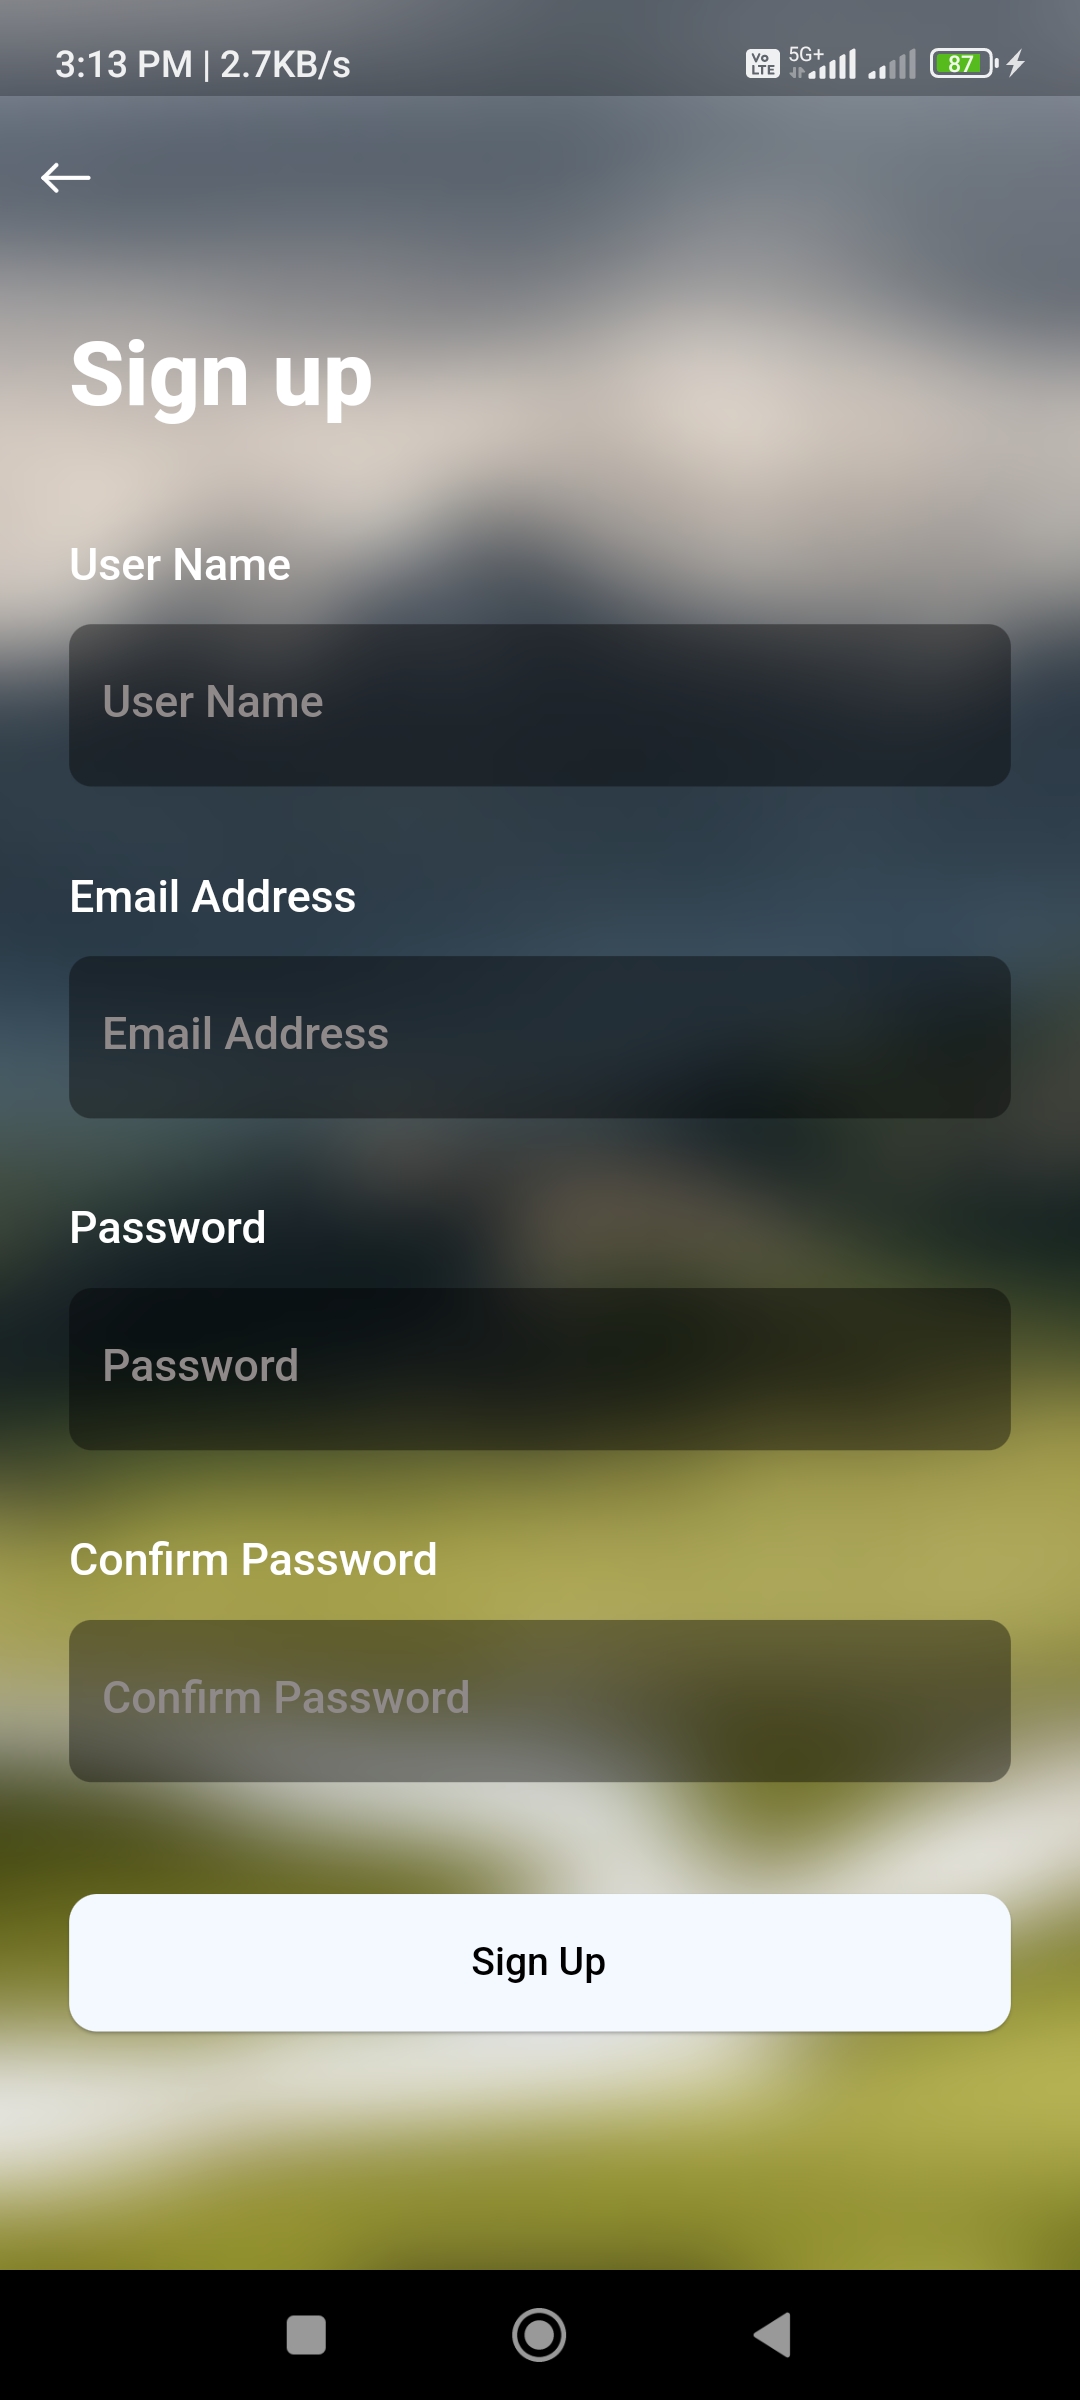 3:13 PM | 2.7KB/s Vo LTE 5G+ 87
Sign up
User Name
User Name
Email Address
Email Address
Password
Password
Confirm Password
Confirm Password
Sign Up